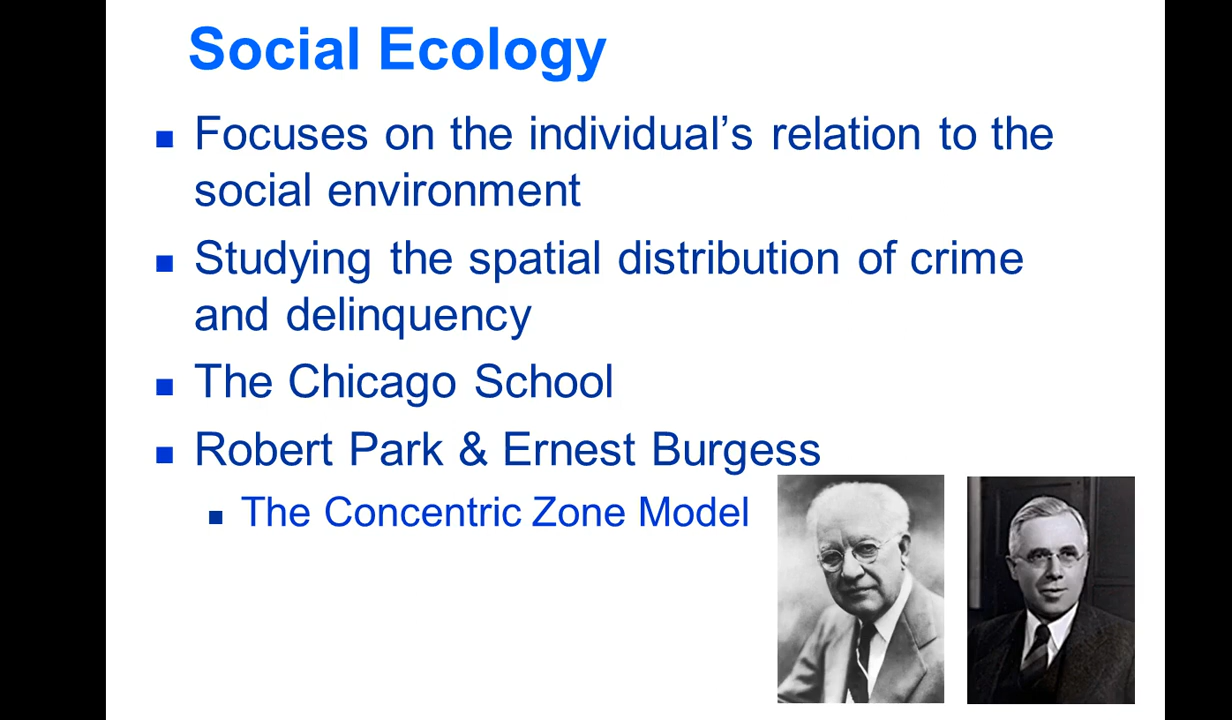 Social Ecology
Focuses on the individual’s relation to the
social environment
Studying the spatial distribution of crime
and delinquency
The Chicago School
Robert Park & Ernest Burgess
The Concentric Zone Model